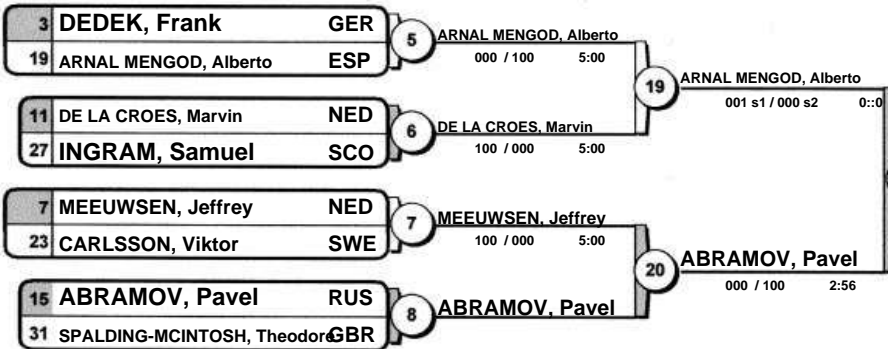 3 DEDEK, Frank GER
19 ARNAL MENGOD, Alberto ESP
5
ARNAL MENGOD, Alberto
000 / 100 5:00
11 DE LA CROES, Marvin NED
27 INGRAM, Samuel SCO
6
DE LA CROES, Marvin
100 / 000 5:00
19
ARNAL MENGOD, Alberto
001 s1 / 000 s2 0::0
7 MEEUWSEN, Jeffrey NED
23 CARLSSON, Viktor SWE
7
MEEUWSEN, Jeffrey
100 / 000 5:00
15 ABRAMOV, Pavel RUS
31 SPALDING-MCINTOSH, Theodore GBR
8
ABRAMOV, Pavel
20
ABRAMOV, Pavel
000 / 100 2:56